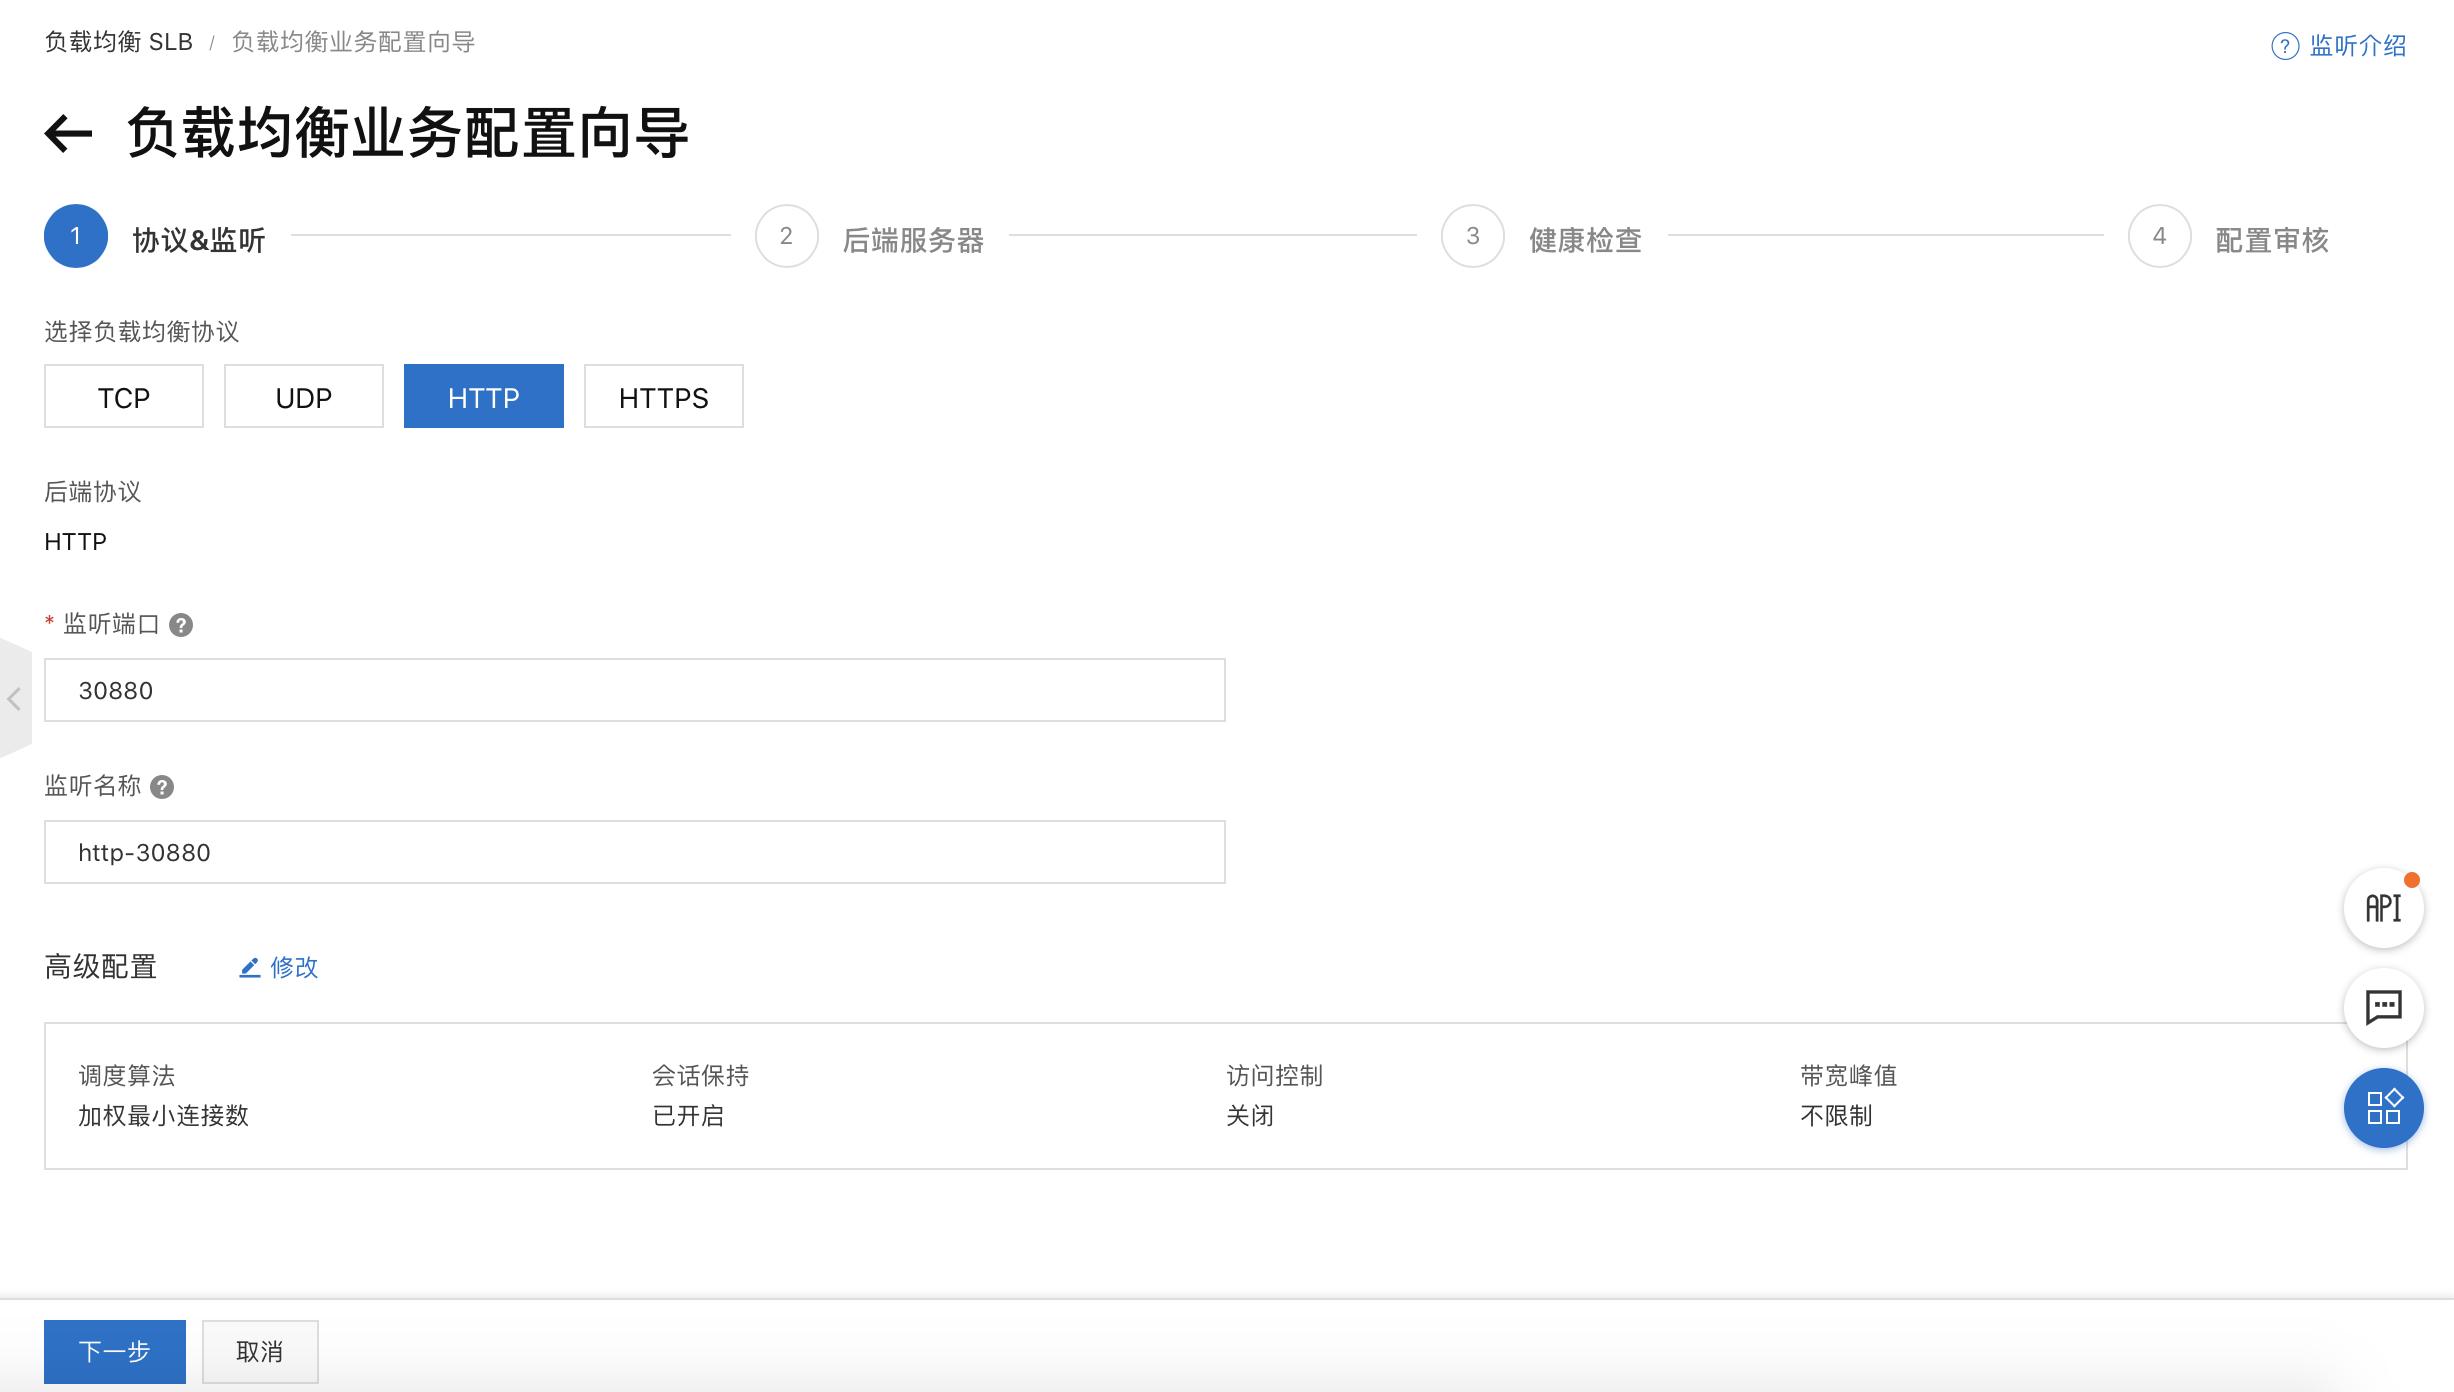 负载均衡 SLB / 负载均衡业务配置向导
? 监听介绍
负载均衡业务配置向导
1 协议&监听 2 后端服务器 3 健康检查 4 配置审核
选择负载均衡协议
TCP UDP HTTP HTTPS
后端协议
HTTP
* 监听端口 ?
30880
监听名称 ?
http-30880
API
高级配置 修改
调度算法 会话保持 访问控制 带宽峰值
加权最小连接数 已开启 关闭 不限制
下一步 取消